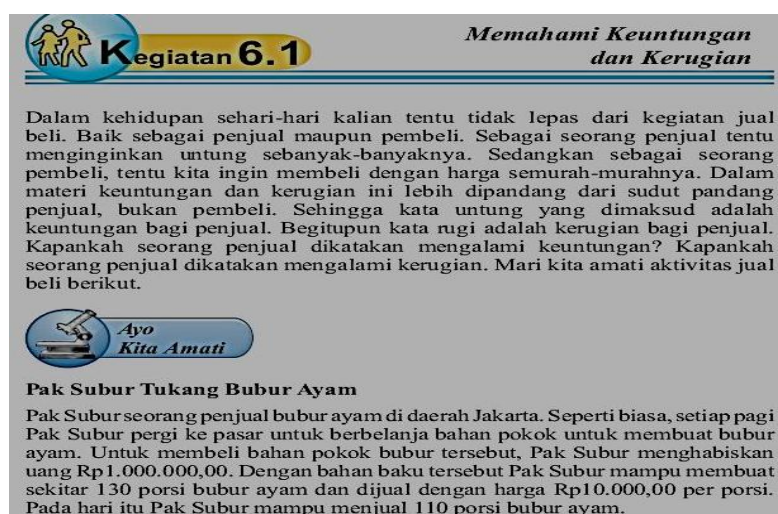 Kegiatan 6.1
Memahami Keuntungan
dan Kerugian
Dalam kehidupan sehari-hari kalian tentu tidak lepas dari kegiatan jual
beli. Baik sebagai penjual maupun pembeli. Sebagai seorang penjual tentu
menginginkan untung sebanyak-banyaknya. Sedangkan sebagai seorang
pembeli, tentu kita ingin membeli dengan harga semurah-murahnya. Dalam
materi keuntungan dan kerugian ini lebih dipandang dari sudut pandang
penjual, bukan pembeli. Sehingga kata untung yang dimaksud adalah
keuntungan bagi penjual. Begitupun kata rugi adalah kerugian bagi penjual.
Kapankah seorang penjual dikatakan mengalami keuntungan? Kapankah
seorang penjual dikatakan mengalami kerugian. Mari kita amati aktivitas jual
beli berikut.
Ayo
Kita Amati
Pak Subur Tukang Bubur Ayam
Pak Subur seorang penjual bubur ayam di daerah Jakarta. Seperti biasa, setiap pagi
Pak Subur pergi ke pasar untuk berbelanja bahan pokok untuk membuat bubur
ayam. Untuk membeli bahan pokok bubur tersebut, Pak Subur menghabiskan
uang Rp1.000.000,00. Dengan bahan baku tersebut Pak Subur mampu membuat
sekitar 130 porsi bubur ayam dan dijual dengan harga Rp10.000,00 per porsi.
Pada hari itu Pak Subur mampu menjual 110 porsi bubur ayam.